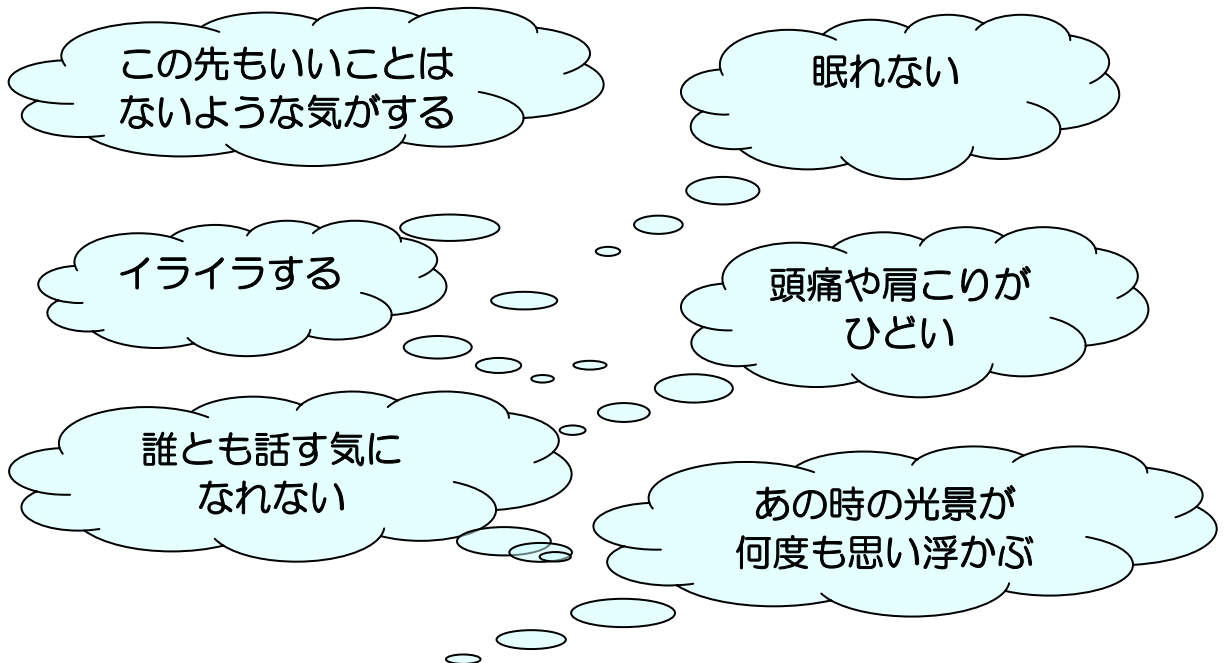 この先もいいことは
ないような気がする
眠れない
イライラする
頭痛や肩こりが
ひどい
誰とも話す気に
なれない
あの時の光景が
何度も思い浮かぶ